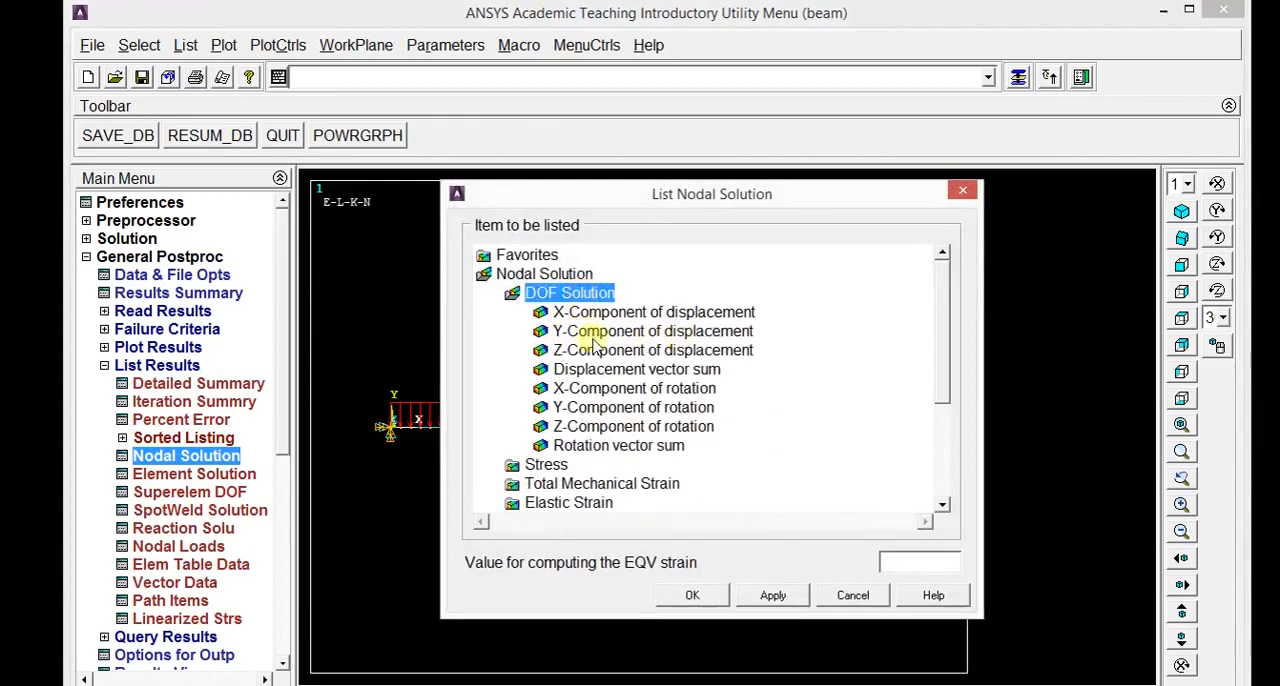 ANSYS Academic Teaching Introductory Utility Menu (beam)
File Select List Plot PlotCtrls WorkPlane Parameters Macro MenuCtrls Help
Toolbar
SAVE_DB RESUM_DB QUIT POWRGRPH
Main Menu
Preferences
Preprocessor
Solution
General Postproc
Data & File Opts
Results Summary
Read Results
Failure Criteria
Plot Results
List Results
Detailed Summary
Iteration Summry
Percent Error
Sorted Listing
Nodal Solution
Element Solution
Superelem DOF
SpotWeld Solution
Reaction Solu
Nodal Loads
Elem Table Data
Vector Data
Path Items
Linearized Strs
Query Results
Options for Outp
1
E-L-K-N
Y
X
List Nodal Solution
Item to be listed
Favorites
Nodal Solution
DOF Solution
X-Component of displacement
Y-Component of displacement
Z-Component of displacement
Displacement vector sum
X-Component of rotation
Y-Component of rotation
Z-Component of rotation
Rotation vector sum
Stress
Total Mechanical Strain
Elastic Strain
Value for computing the EQV strain
OK Apply Cancel Help
1
3